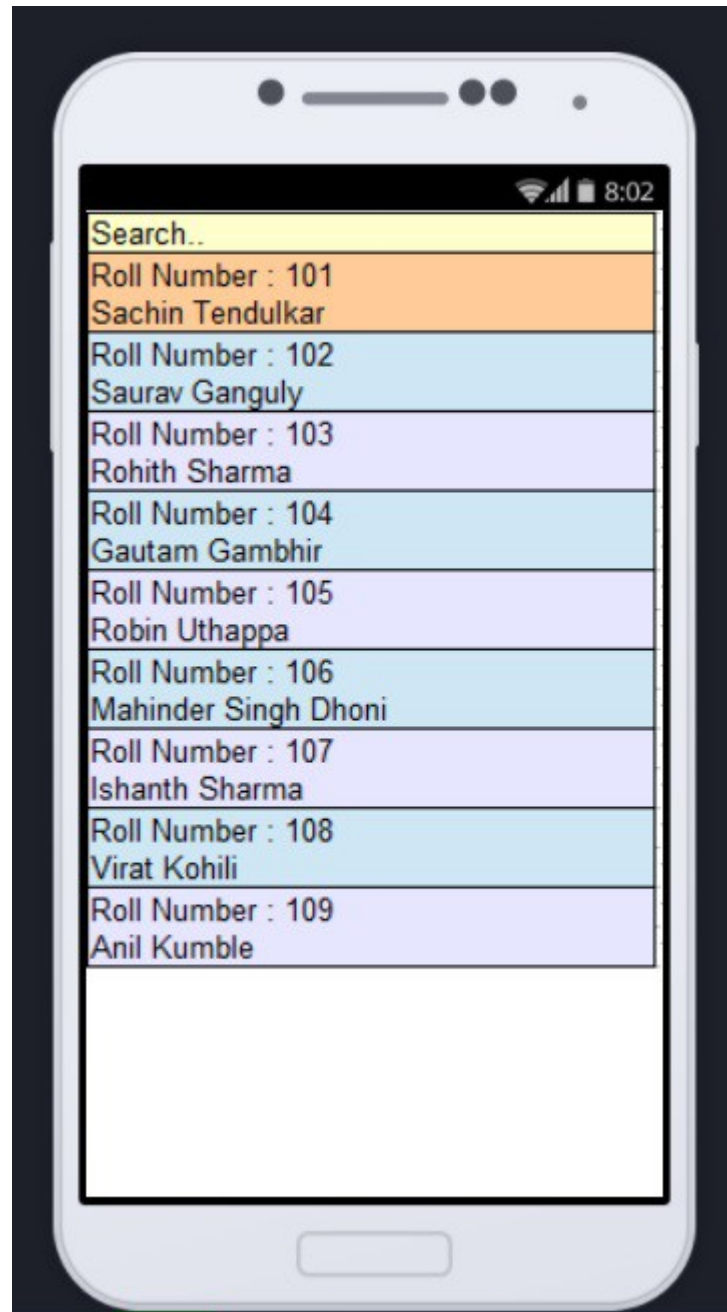 8:02
Search..
Roll Number : 101
Sachin Tendulkar
Roll Number : 102
Saurav Ganguly
Roll Number : 103
Rohith Sharma
Roll Number : 104
Gautam Gambhir
Roll Number : 105
Robin Uthappa
Roll Number : 106
Mahinder Singh Dhoni
Roll Number : 107
Ishanth Sharma
Roll Number : 108
Virat Kohili
Roll Number : 109
Anil Kumble